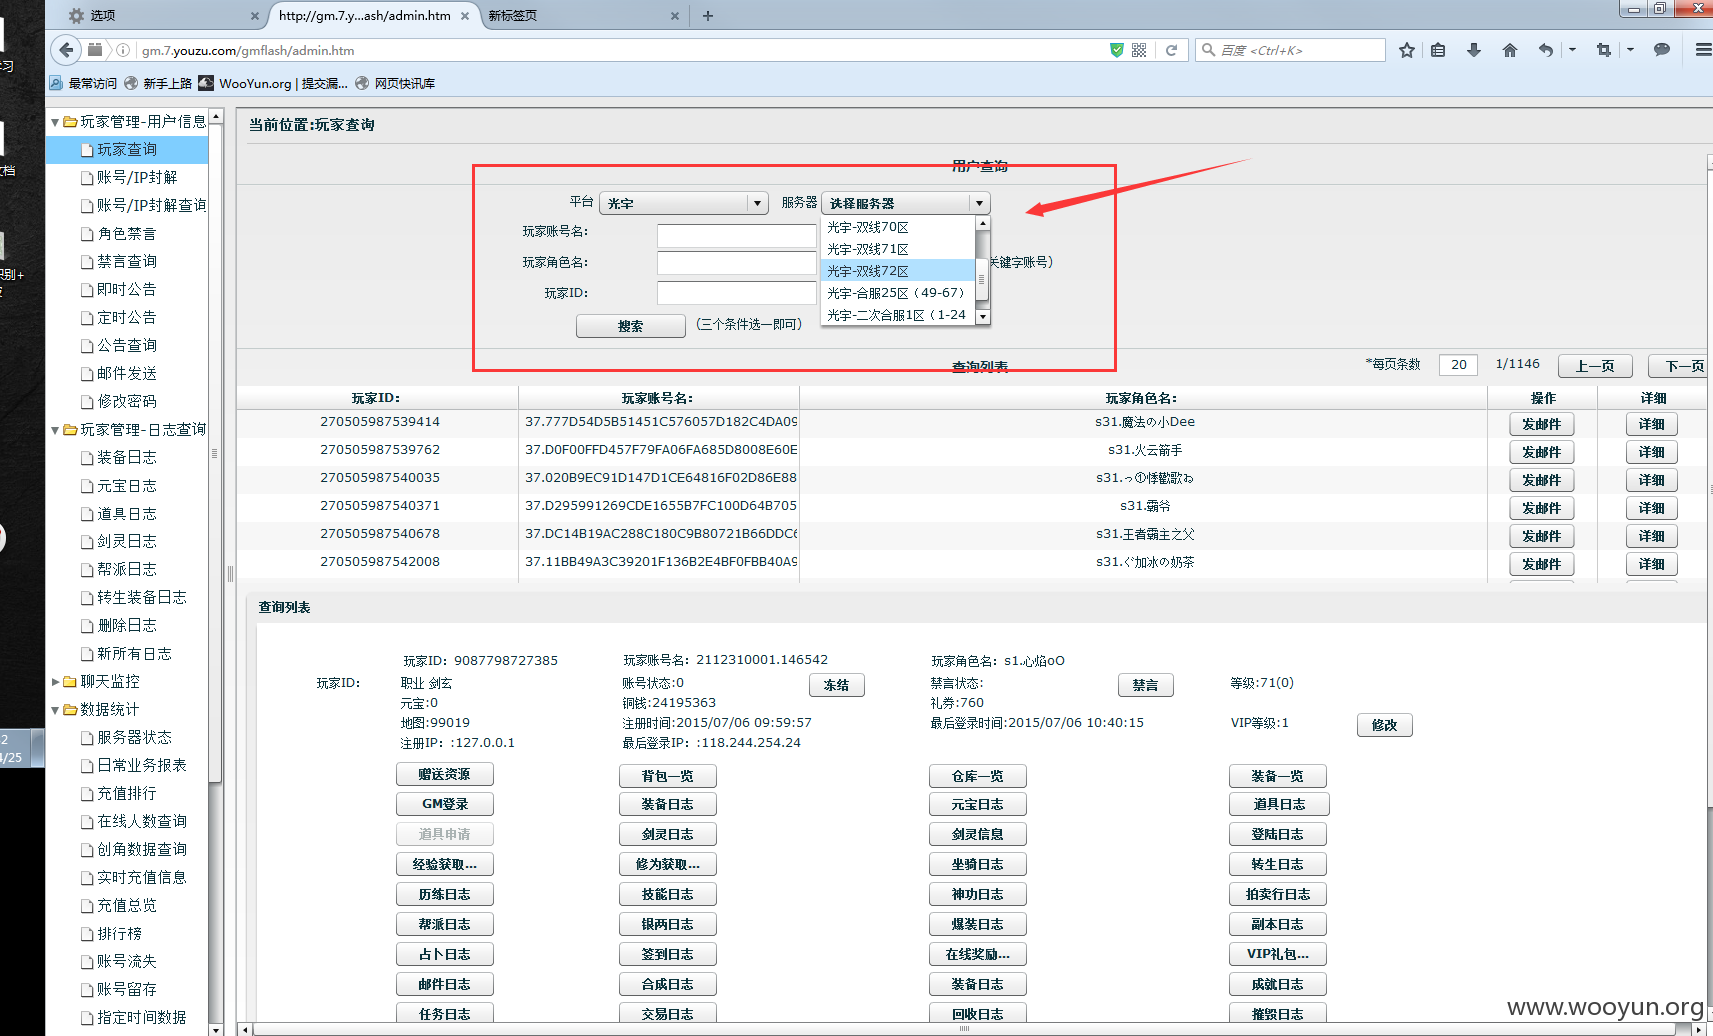 选项
http://gm.7.y...ash/admin.htm
新标签页
gm.7.youzu.com/gmflash/admin.htm
百度 <Ctrl+K>
最常访问 新手上路 WooYun.org | 提交漏... 网页快讯库
玩家管理-用户信息
玩家查询
账号/IP封解
账号/IP封解查询
角色禁言
禁言查询
即时公告
定时公告
公告查询
邮件发送
修改密码
玩家管理-日志查询
装备日志
元宝日志
道具日志
剑灵日志
帮派日志
转生装备日志
删除日志
新所有日志
聊天监控
数据统计
服务器状态
日常业务报表
充值排行
在线人数查询
创角数据查询
实时充值信息
充值总览
排行榜
账号流失
账号留存
指定时间数据
当前位置:玩家查询
用户查询
平台 光宇 服务器 选择服务器
光宇-双线70区
光宇-双线71区
光宇-双线72区
光宇-合服25区（49-67）
光宇-二次合服1区（1-24
玩家账号名:
玩家角色名: 关键字账号)
玩家ID:
搜索 (三个条件选一即可)
查询列表 *每页条数 20 1/1146 上一页 下一页
玩家ID: 玩家账号名: 玩家角色名: 操作 详细
270505987539414 37.777D54D5B51451C576057D182C4DA09 s31.魔法の小Dee 发邮件 详细
270505987539762 37.D0F00FFD457F79FA06FA685D8008E60E s31.火云箭手 发邮件 详细
270505987540035 37.020B9EC91D147D1CE64816F02D86E88 发邮件 详细
270505987540371 37.D295991269CDE1655B7FC100D64B705 s31.霸爷 发邮件 详细
270505987540678 37.DC14B19AC288C180C9B80721B66DDC6 s31.王者霸主之父 发邮件 详细
270505987542008 37.11BB49A3C39201F136B2E4BF0FBB40A9 s31.ぐ加冰の奶茶 发邮件 详细
查询列表
玩家ID: 9087798727385 玩家账号名: 2112310001.146542 玩家角色名: s1.心焰oO
玩家ID: 职业 剑玄 账号状态:0 冻结 禁言状态: 禁言 等级:71(0)
元宝:0 铜钱:24195363 礼券:760
地图:99019 注册时间:2015/07/06 09:59:57 最后登录时间:2015/07/06 10:40:15 VIP等级:1 修改
注册IP: :127.0.0.1 最后登录IP: :118.244.254.24
赠送资源 背包一览 仓库一览 装备一览
GM登录 装备日志 元宝日志 道具日志
道具申请 剑灵日志 剑灵信息 登陆日志
经验获取... 修为获取... 坐骑日志 转生日志
历练日志 技能日志 神功日志 拍卖行日志
帮派日志 银两日志 爆装日志 副本日志
占卜日志 签到日志 在线奖励... VIP礼包...
邮件日志 合成日志 装备日志 成就日志
任务日志 交易日志 回收日志 摧毁日志
www.wooyun.org